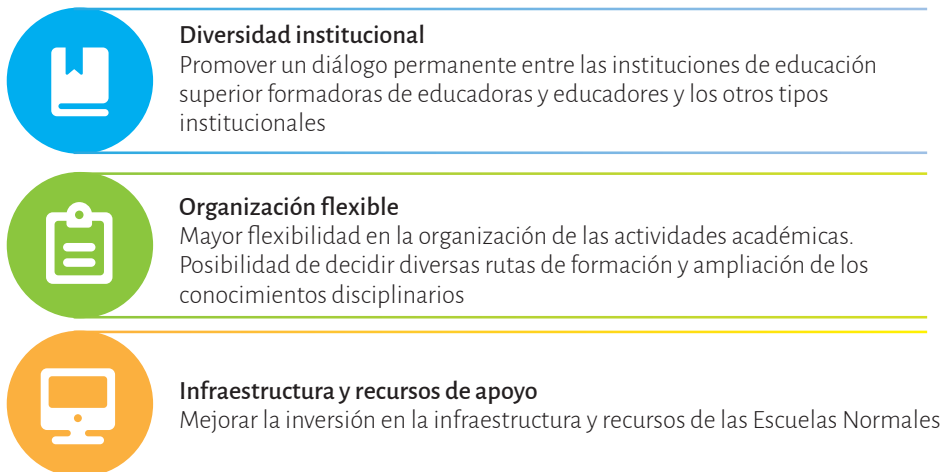 Diversidad institucional
Promover un diálogo permanente entre las instituciones de educación
superior formadoras de educadoras y educadores y los otros tipos
institucionales
Organización flexible
Mayor flexibilidad en la organización de las actividades académicas.
Posibilidad de decidir diversas rutas de formación y ampliación de los
conocimientos disciplinarios
Infraestructura y recursos de apoyo
Mejorar la inversión en la infraestructura y recursos de las Escuelas Normales